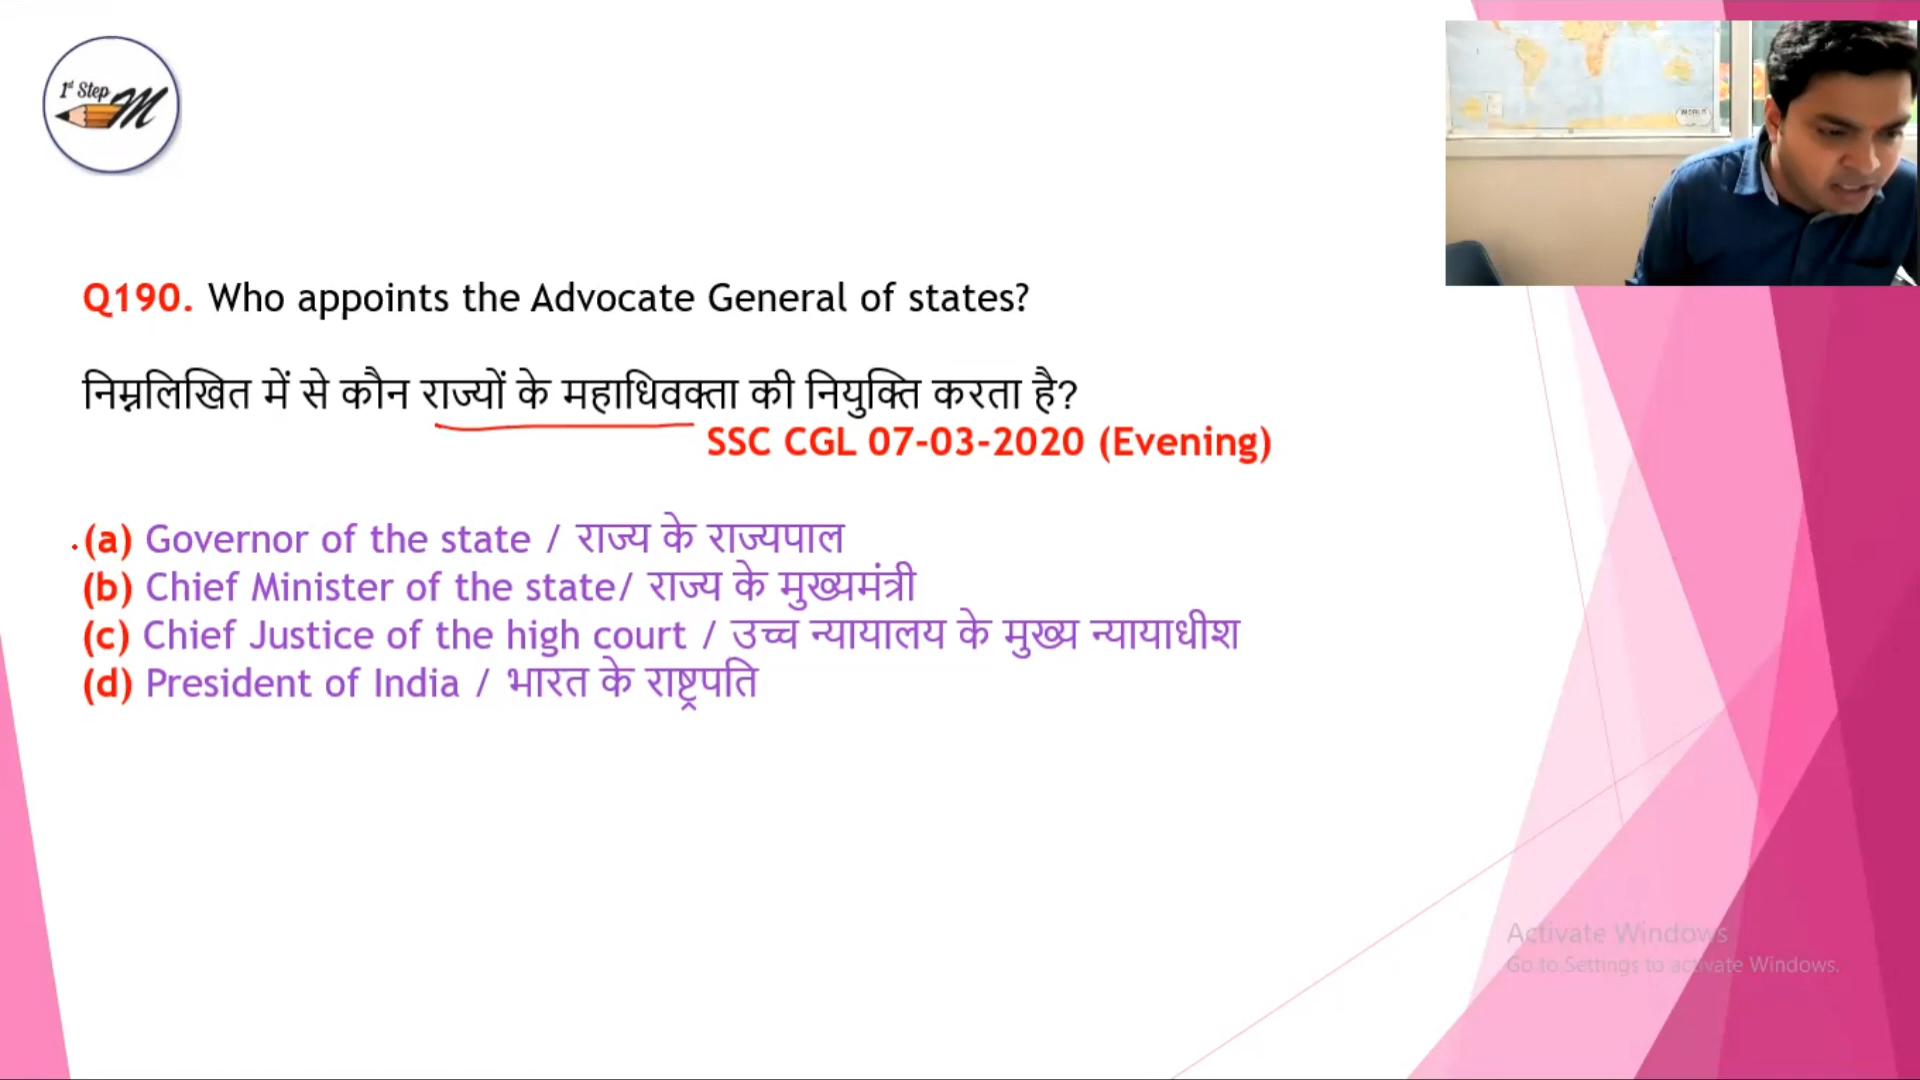 1st Step
M
WORLD
Q190. Who appoints the Advocate General of states?
निम्नलिखित में से कौन राज्यों के महाधिवक्ता की नियुक्ति करता है?
SSC CGL 07-03-2020 (Evening)
(a) Governor of the state / राज्य के राज्यपाल
(b) Chief Minister of the state/ राज्य के मुख्यमंत्री
(c) Chief Justice of the high court / उच्च न्यायालय के मुख्य न्यायाधीश
(d) President of India / भारत के राष्ट्रपति
Activate Windows
Go to Settings to activate Windows.